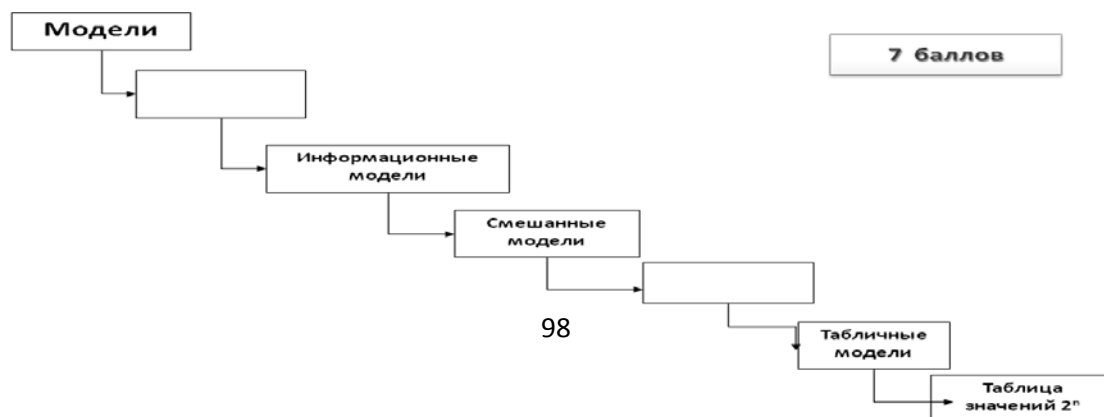 Модели
7 баллов
Информационные
модели
Смешанные
модели
98
Табличные
модели
Таблица
значений 2ⁿ